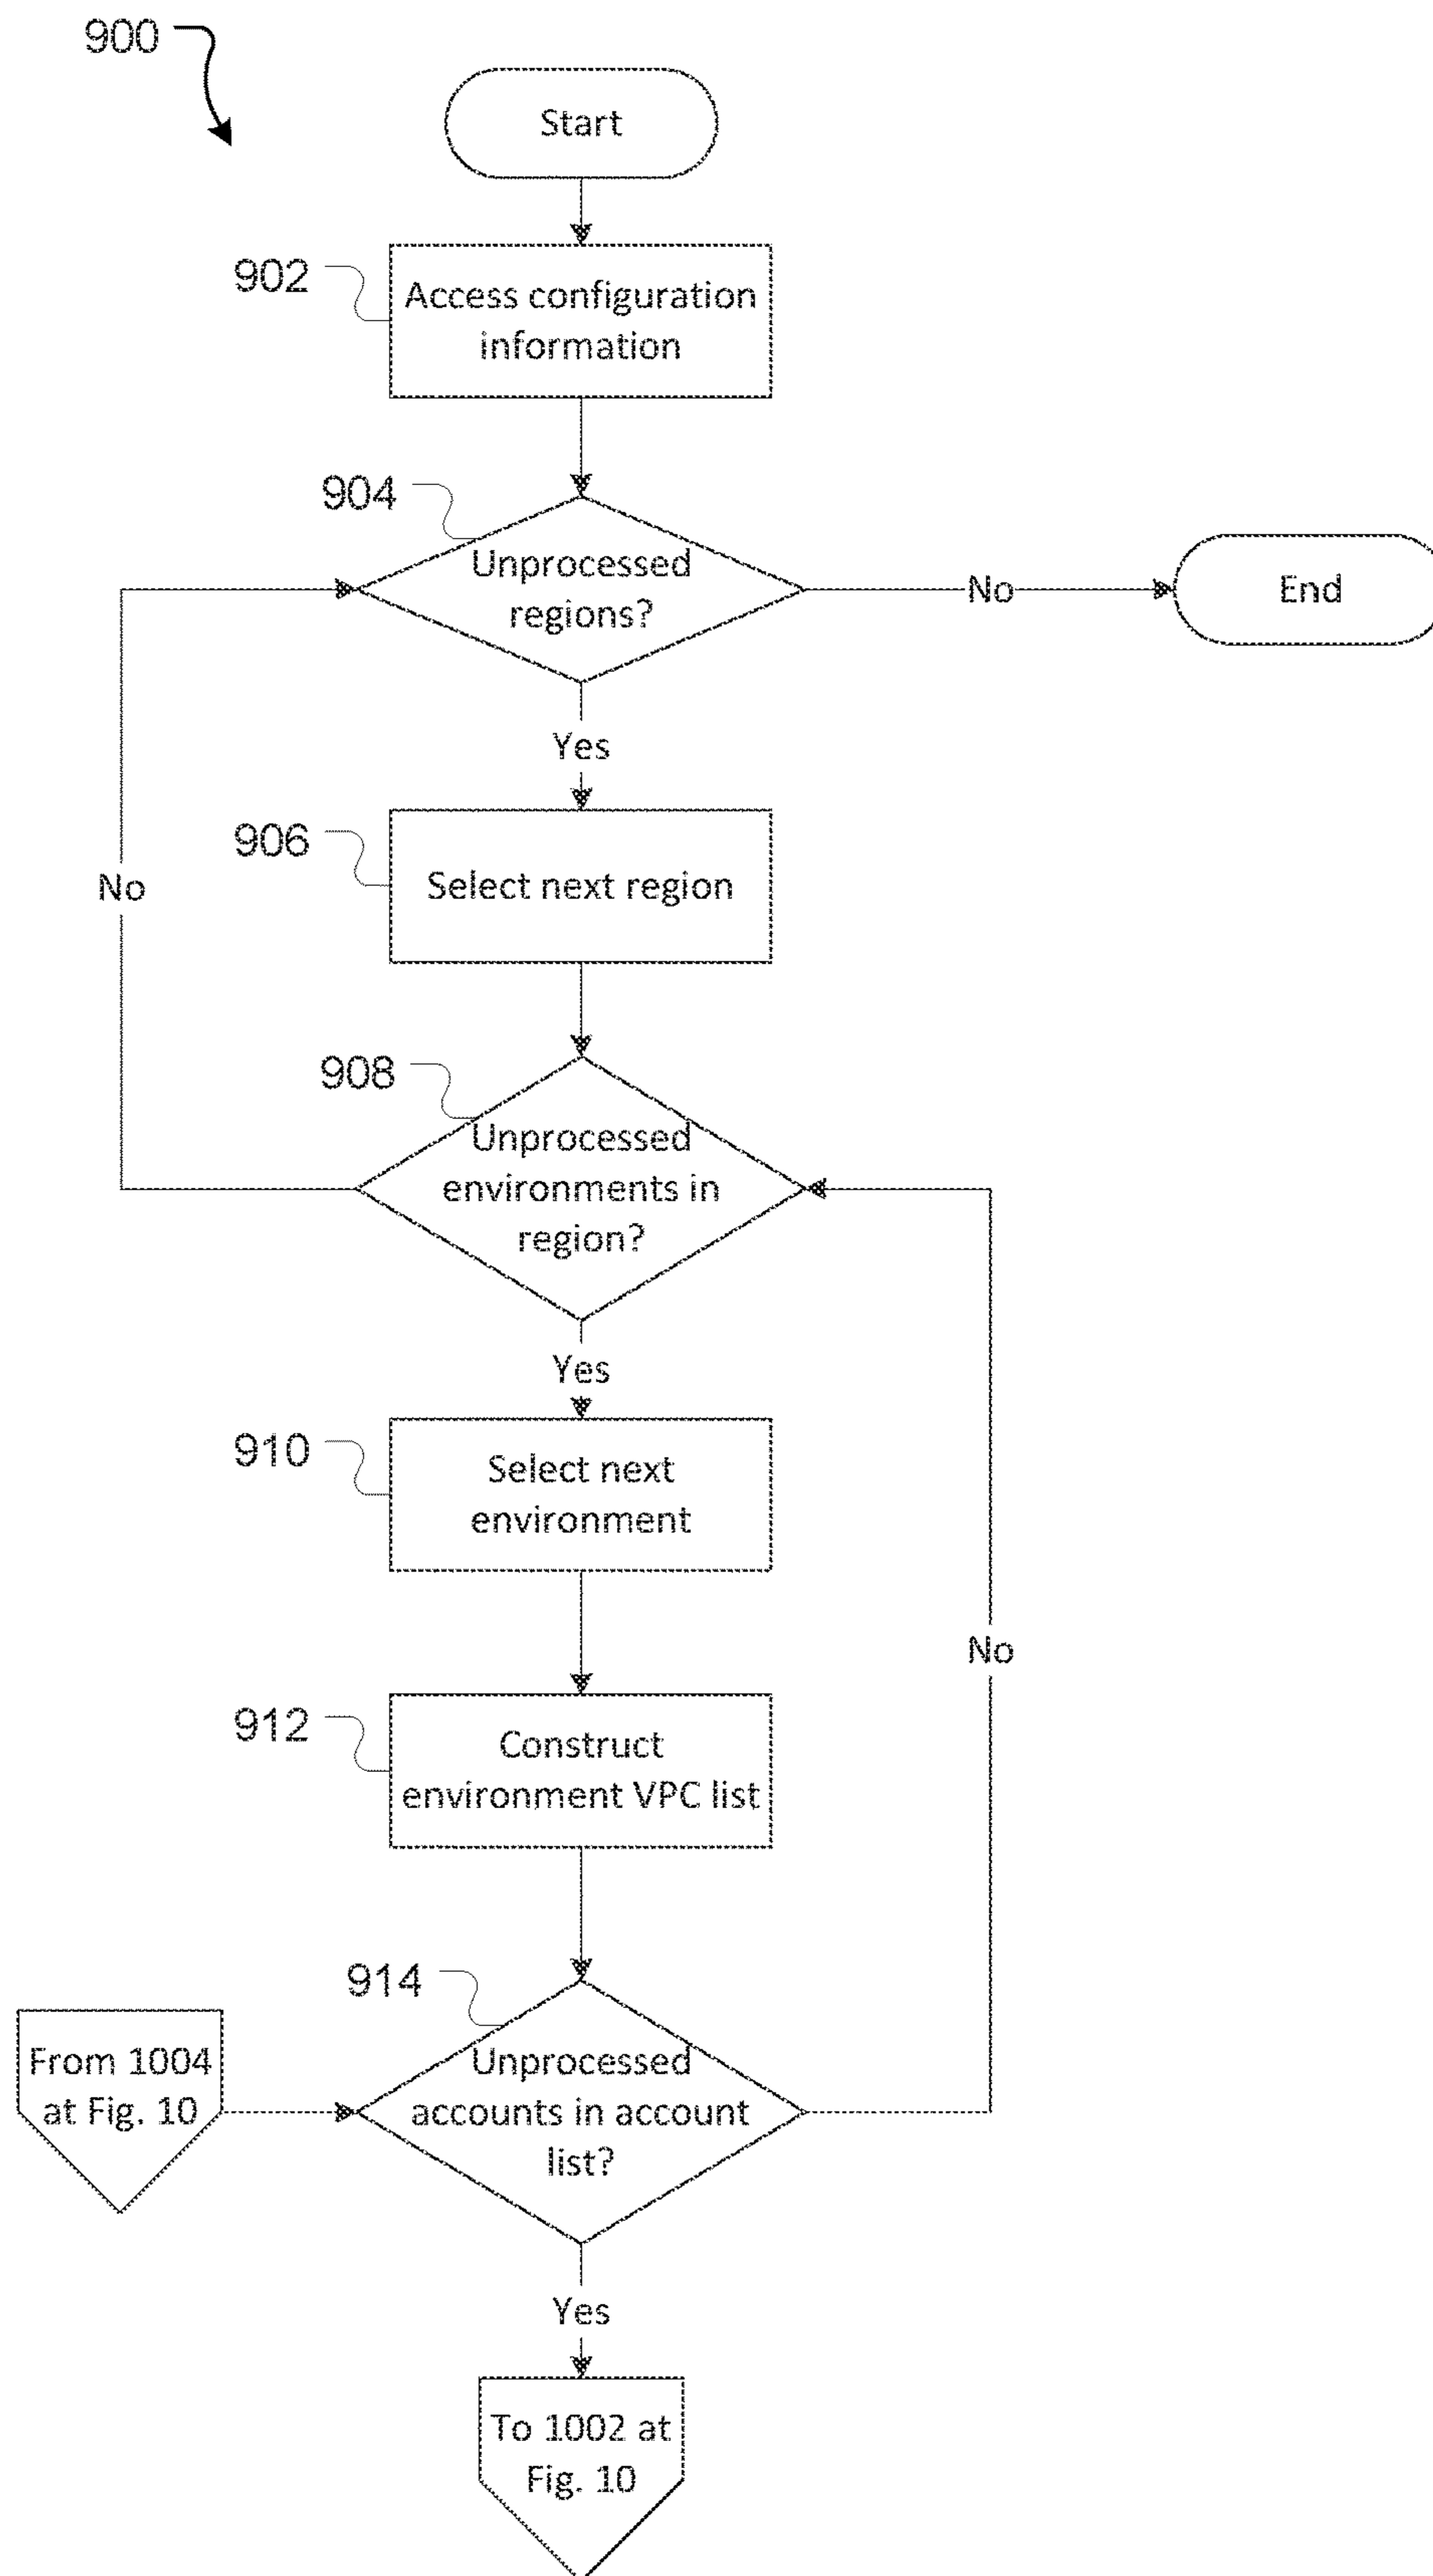 900
Start
902
Access configuration
information
904
Unprocessed
regions?
No
End
Yes
906
Select next region
No
908
Unprocessed
environments in
region?
Yes
910
Select next
environment
No
912
Construct
environment VPC list
914
Unprocessed
accounts in account
list?
From 1004
at Fig. 10
Yes
To 1002 at
Fig. 10